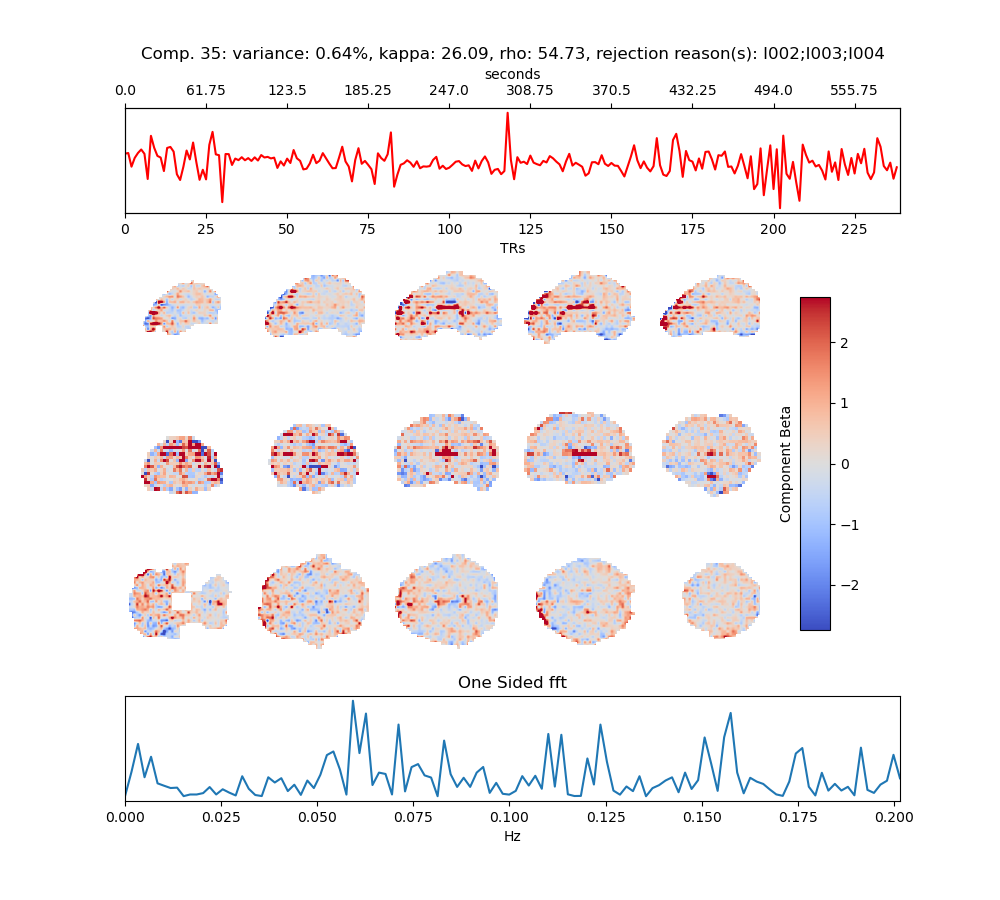 Comp. 35: variance: 0.64%, kappa: 26.09, rho: 54.73, rejection reason(s): I002;I003;I004
seconds
0.0 61.75 123.5 185.25 247.0 308.75 370.5 432.25 494.0 555.75
0 25 50 75 100 125 150 175 200 225
TRs
Component Beta
2
1
0
−1
−2
One Sided fft
0.000 0.025 0.050 0.075 0.100 0.125 0.150 0.175 0.200
Hz